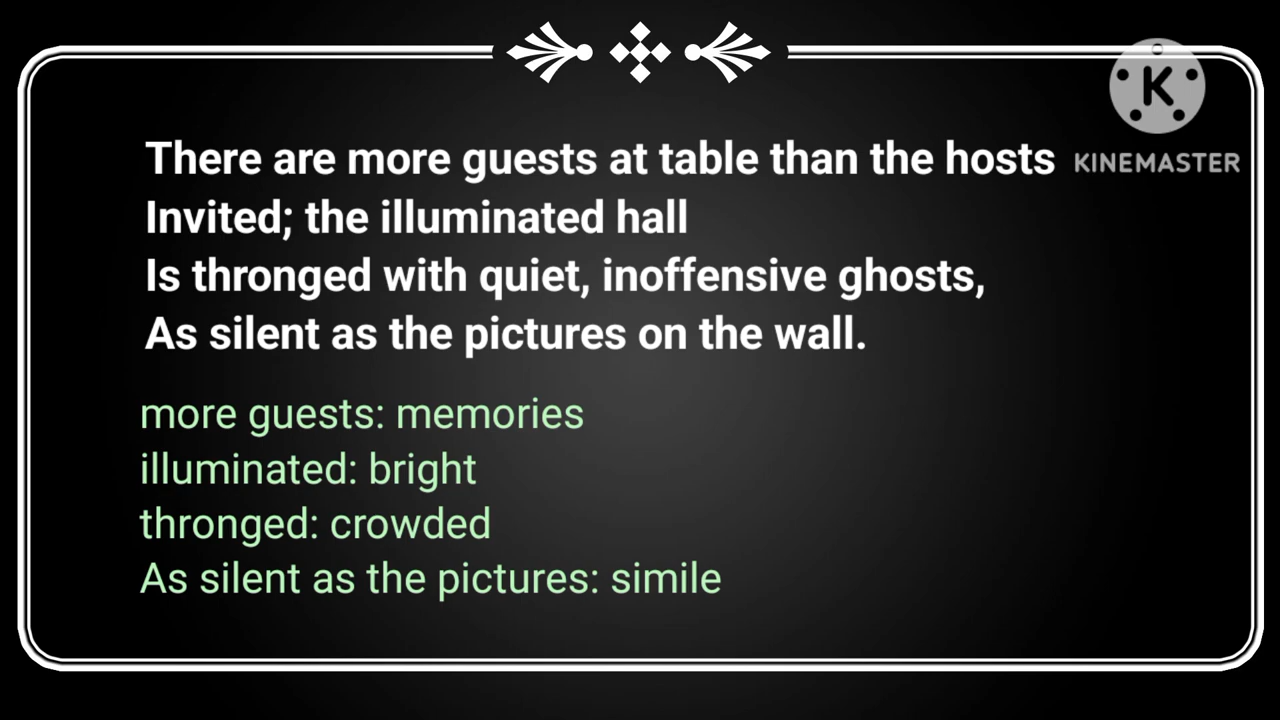 There are more guests at table than the hosts
Invited; the illuminated hall
Is thronged with quiet, inoffensive ghosts,
As silent as the pictures on the wall.
more guests: memories
illuminated: bright
thronged: crowded
As silent as the pictures: simile
K
KINEMASTER